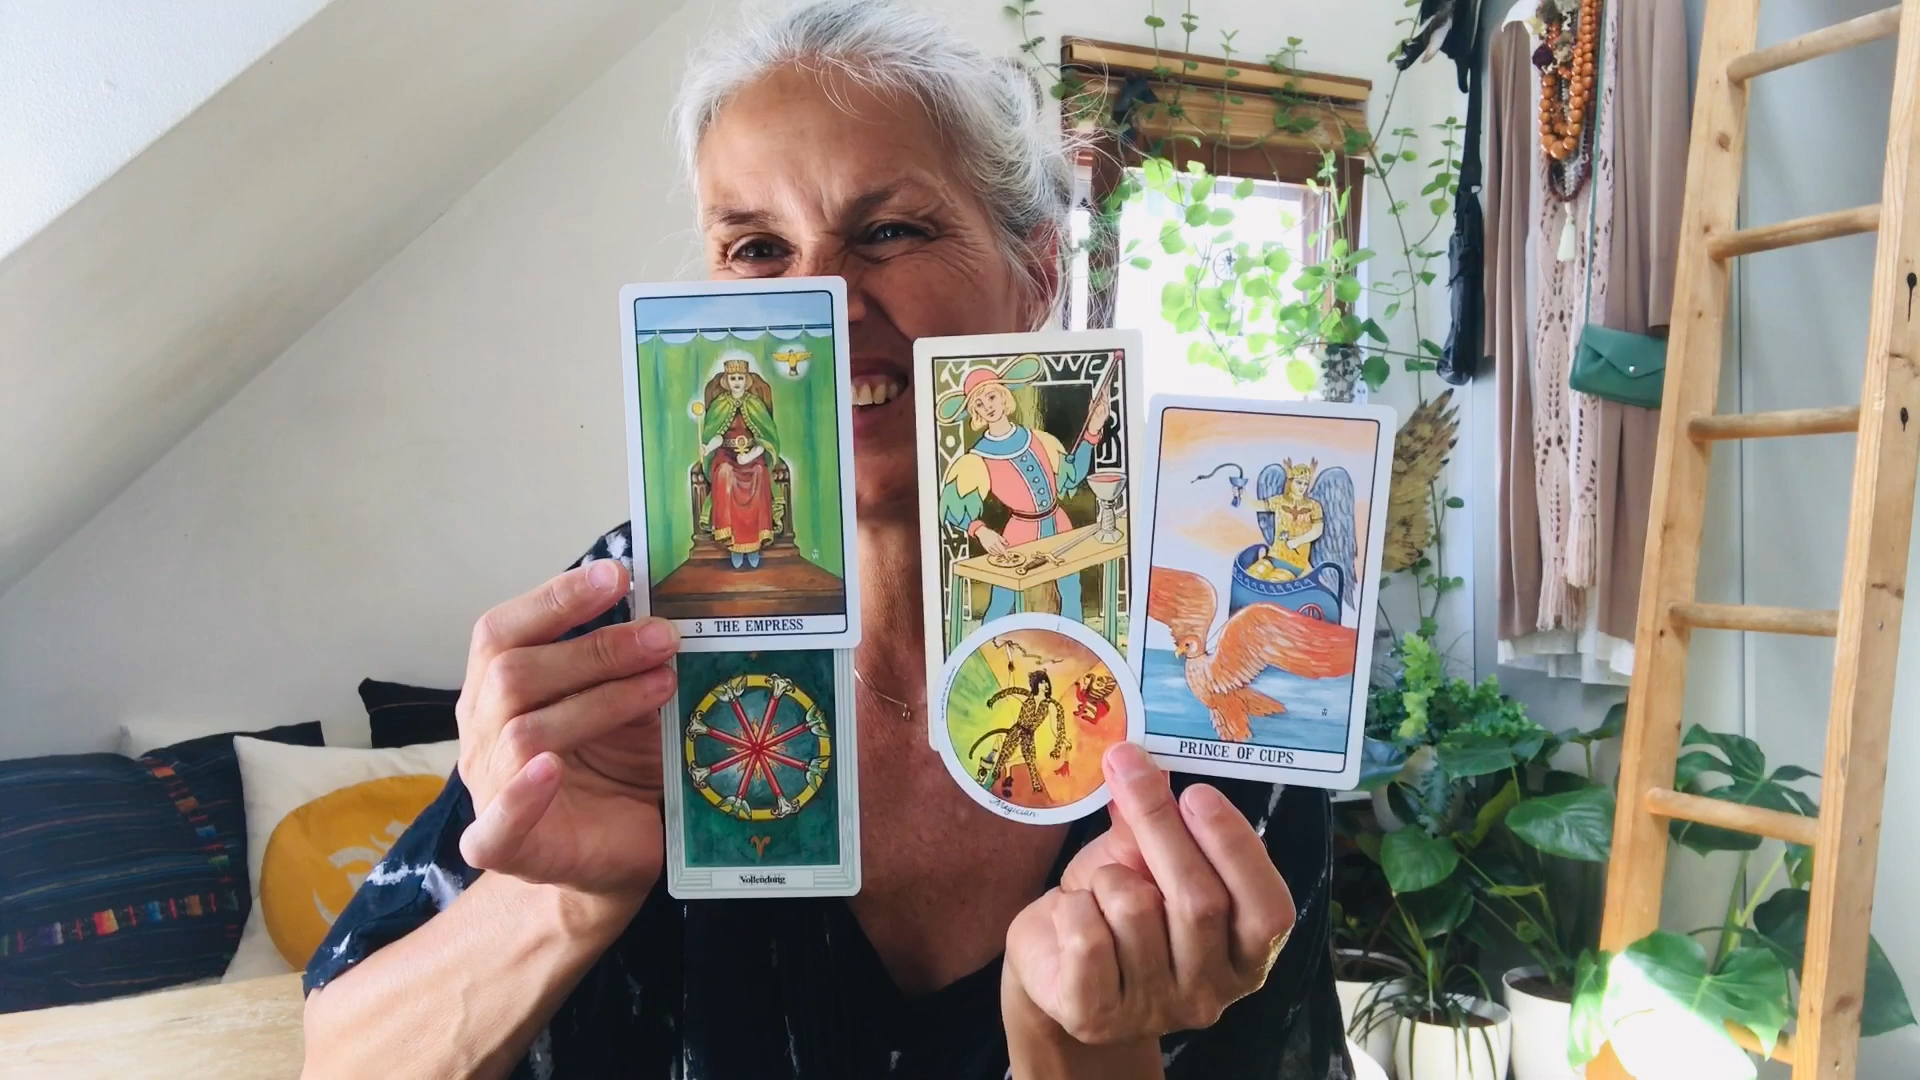 3 THE EMPRESS
Vollendung
Magician
PRINCE OF CUPS